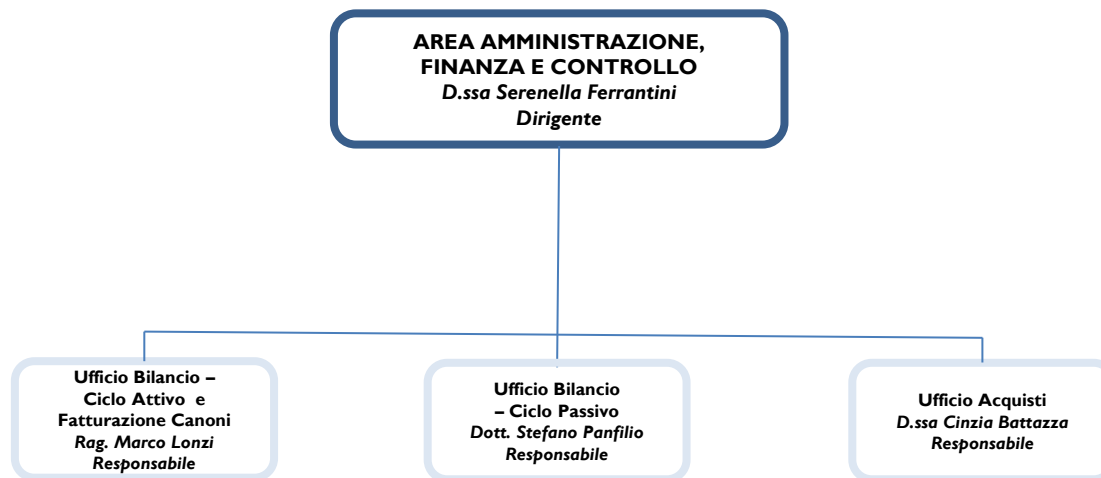 AREA AMMINISTRAZIONE,
FINANZA E CONTROLLO
D.ssa Serenella Ferrantini
Dirigente
Ufficio Bilancio –
Ciclo Attivo e
Fatturazione Canoni
Rag. Marco Lonzi
Responsabile
Ufficio Bilancio
– Ciclo Passivo
Dott. Stefano Panfilio
Responsabile
Ufficio Acquisti
D.ssa Cinzia Battazza
Responsabile